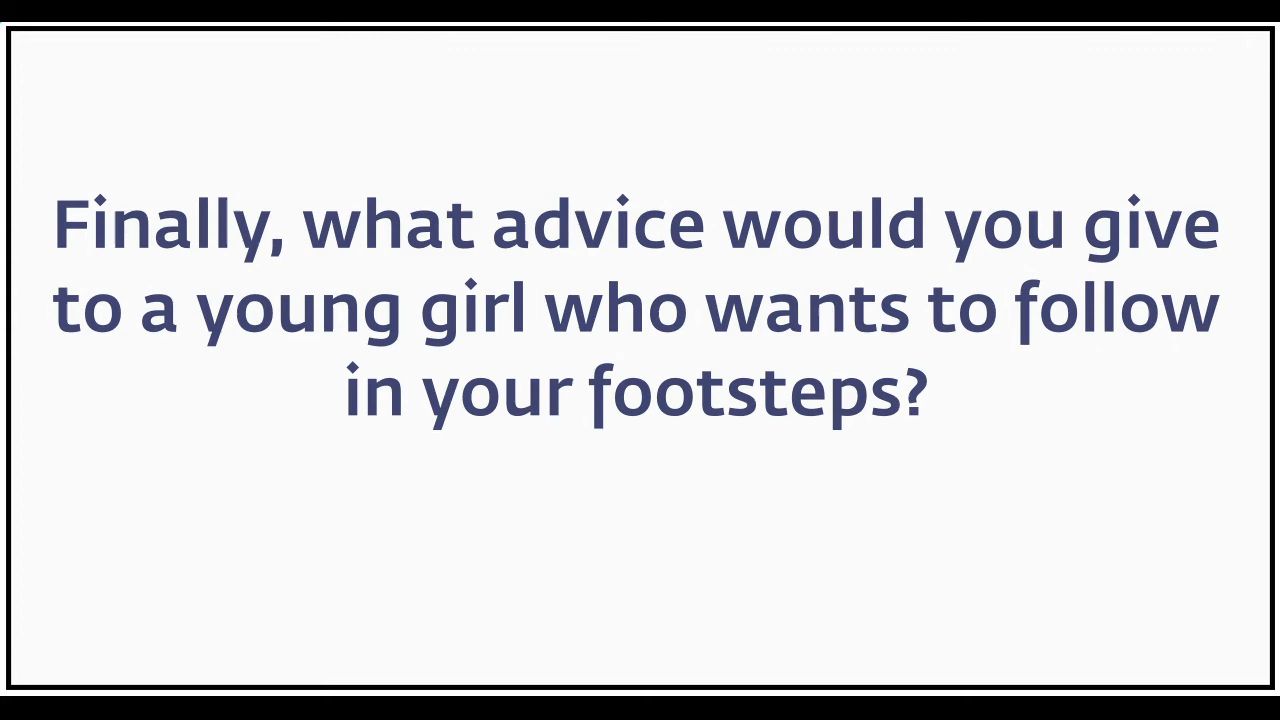 Finally, what advice would you give
to a young girl who wants to follow
in your footsteps?